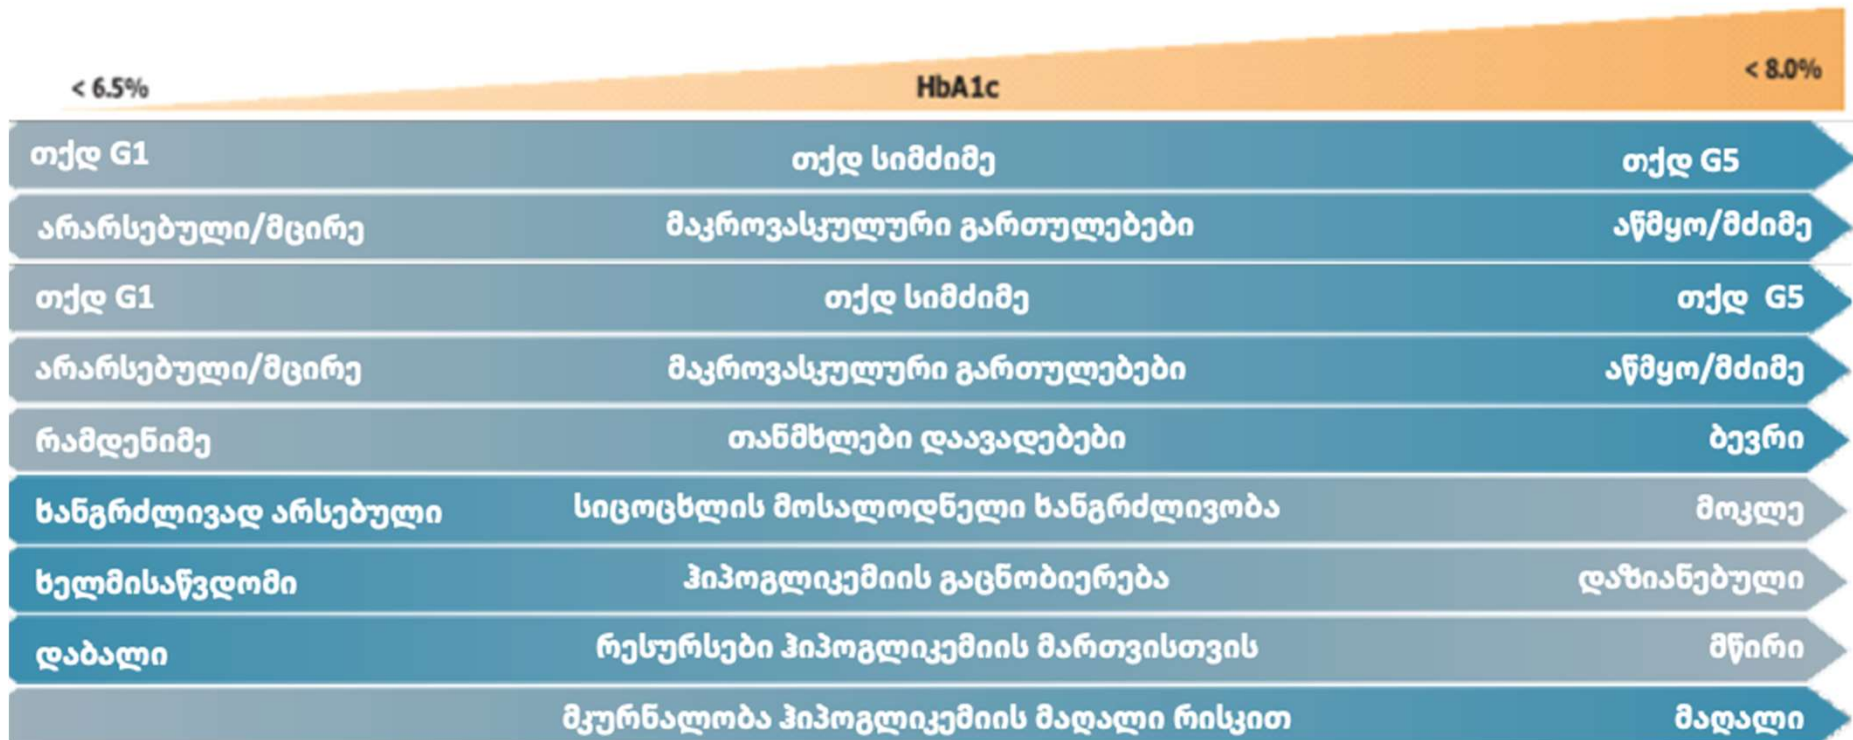 < 6.5% HbA1c < 8.0%
თქდ G1 თქდ სიმძიმე თქდ G5
არარსებული/მცირე მაკროვასკულური გართულებები აწმყო/მძიმე
თქდ G1 თქდ სიმძიმე თქდ G5
არარსებული/მცირე მაკროვასკულური გართულებები აწმყო/მძიმე
რამდენიმე თანმხლები დაავადებები ბევრი
ხანგრძლივად არსებული სიცოცხლის მოსალოდნელი ხანგრძლივობა მოკლე
ხელმისაწვდომი ჰიპოგლიკემიის გაცნობიერება დაზიანებული
დაბალი რესურსები ჰიპოგლიკემიის მართვისთვის მწირი
მკურნალობა ჰიპოგლიკემიის მაღალი რისკით მაღალი